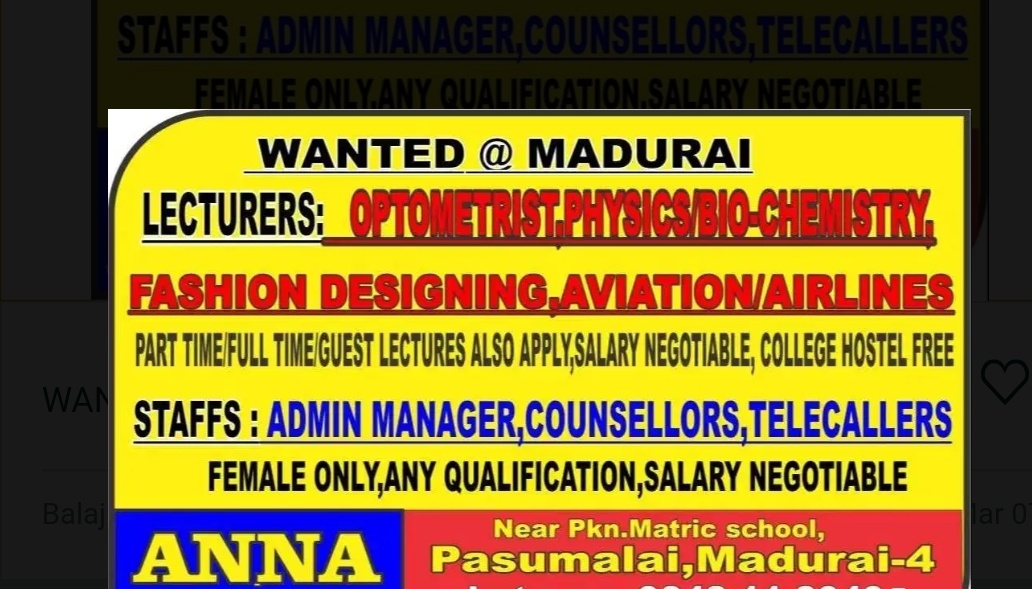 STAFFS : ADMIN MANAGER,COUNSELLORS,TELECALLERS
FEMALE ONLY,ANY QUALIFICATION,SALARY NEGOTIABLE
WANTED @ MADURAI
LECTURERS: OPTOMETRIST,PHYSICS/BIO-CHEMISTRY,
FASHION DESIGNING,AVIATION/AIRLINES
PART TIME/FULL TIME/GUEST LECTURES ALSO APPLY,SALARY NEGOTIABLE, COLLEGE HOSTEL FREE
STAFFS : ADMIN MANAGER,COUNSELLORS,TELECALLERS
FEMALE ONLY,ANY QUALIFICATION,SALARY NEGOTIABLE
ANNA
Near Pkn.Matric school,
Pasumalai,Madurai-4